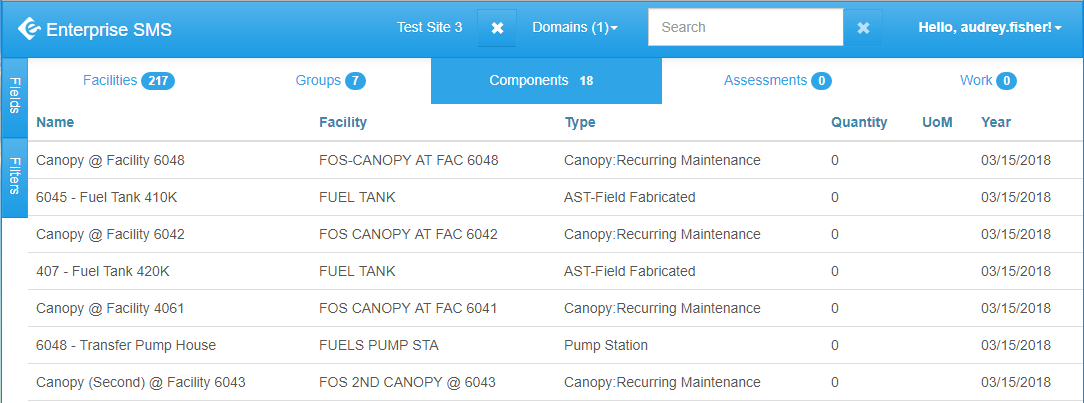 Enterprise SMS Test Site 3 ✖ Domains (1) Search ✖ Hello, audrey.fisher!
Fields
Filters
Facilities 217 Groups 7 Components 18 Assessments 0 Work 0
Name Facility Type Quantity UoM Year
Canopy @ Facility 6048 FOS-CANOPY AT FAC 6048 Canopy:Recurring Maintenance 0 03/15/2018
6045 - Fuel Tank 410K FUEL TANK AST-Field Fabricated 0 03/15/2018
Canopy @ Facility 6042 FOS CANOPY AT FAC 6042 Canopy:Recurring Maintenance 0 03/15/2018
407 - Fuel Tank 420K FUEL TANK AST-Field Fabricated 0 03/15/2018
Canopy @ Facility 4061 FOS CANOPY AT FAC 6041 Canopy:Recurring Maintenance 0 03/15/2018
6048 - Transfer Pump House FUELS PUMP STA Pump Station 0 03/15/2018
Canopy (Second) @ Facility 6043 FOS 2ND CANOPY @ 6043 Canopy:Recurring Maintenance 0 03/15/2018